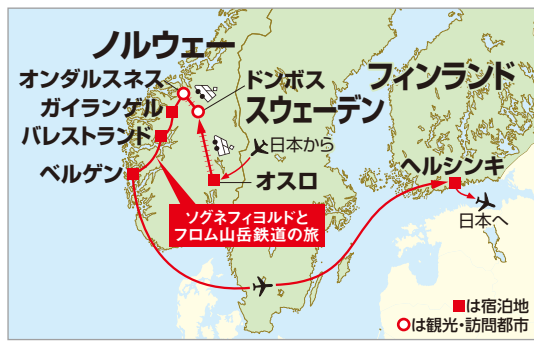 ノルウェー
オンダルスネス
ドンボス
フィンランド
ガイランゲル
スウェーデン
バレストランド
日本から
ベルゲン
オスロ
ヘルシンキ
ソグネフィヨルドと
フロム山岳鉄道の旅
日本へ
■は宿泊地
○は観光・訪問都市